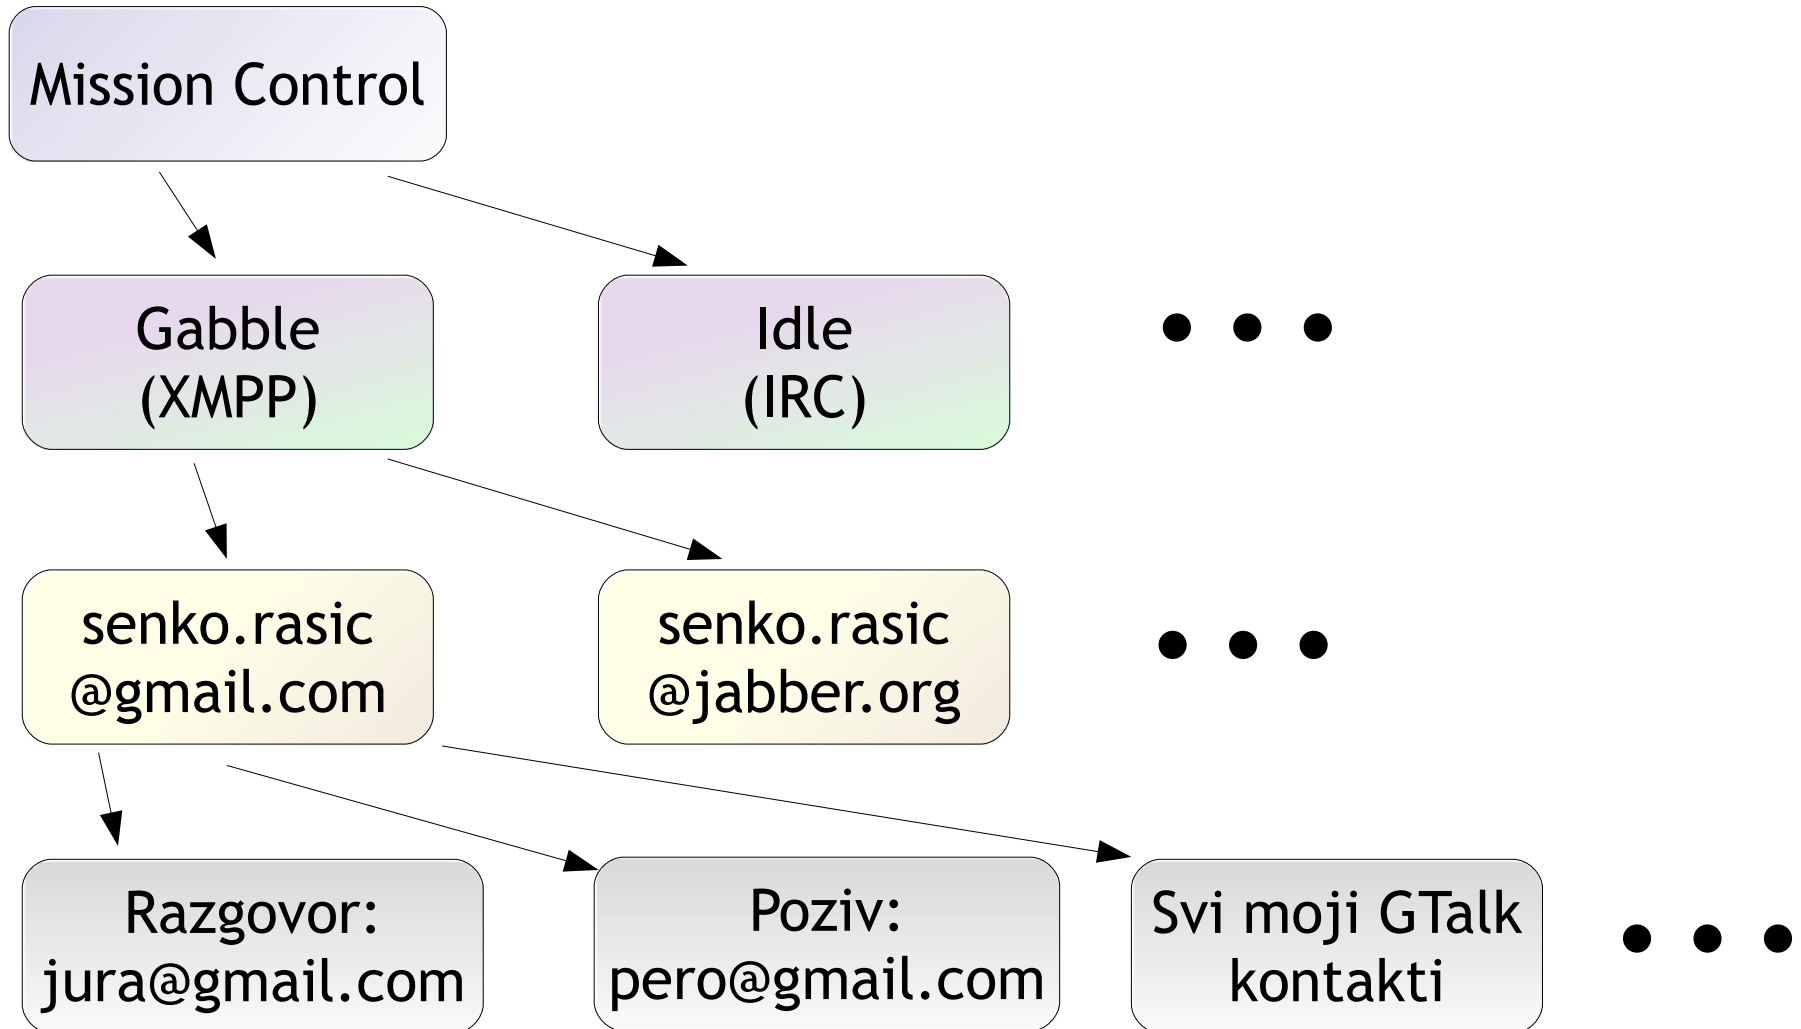 Mission Control
Gabble
(XMPP)
Idle
(IRC)
senko.rasic
@gmail.com
senko.rasic
@jabber.org
Razgovor:
jura@gmail.com
Poziv:
pero@gmail.com
Svi moji GTalk
kontakti